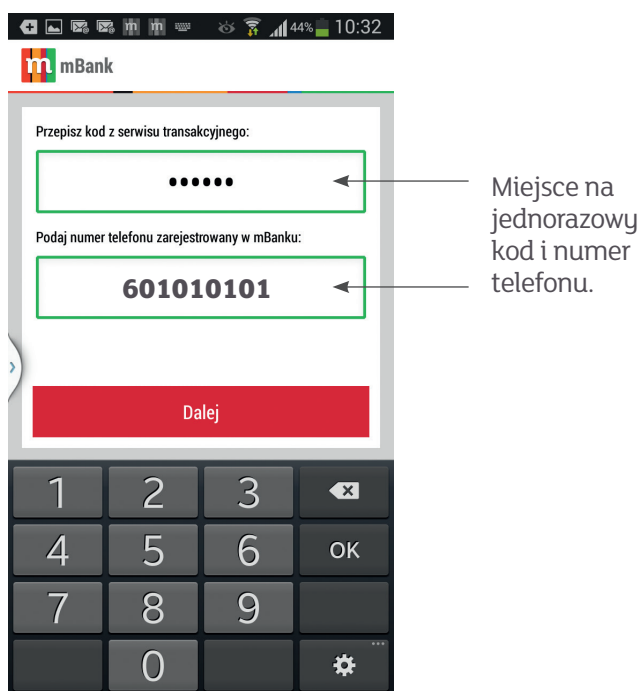 44% 10:32
m mBank
Przepisz kod z serwisu transakcyjnego:
••••••
Podaj numer telefonu zarejestrowany w mBanku:
601010101
Dalej
1 2 3
4 5 6 OK
7 8 9
0
Miejsce na
jednorazowy
kod i numer
telefonu.